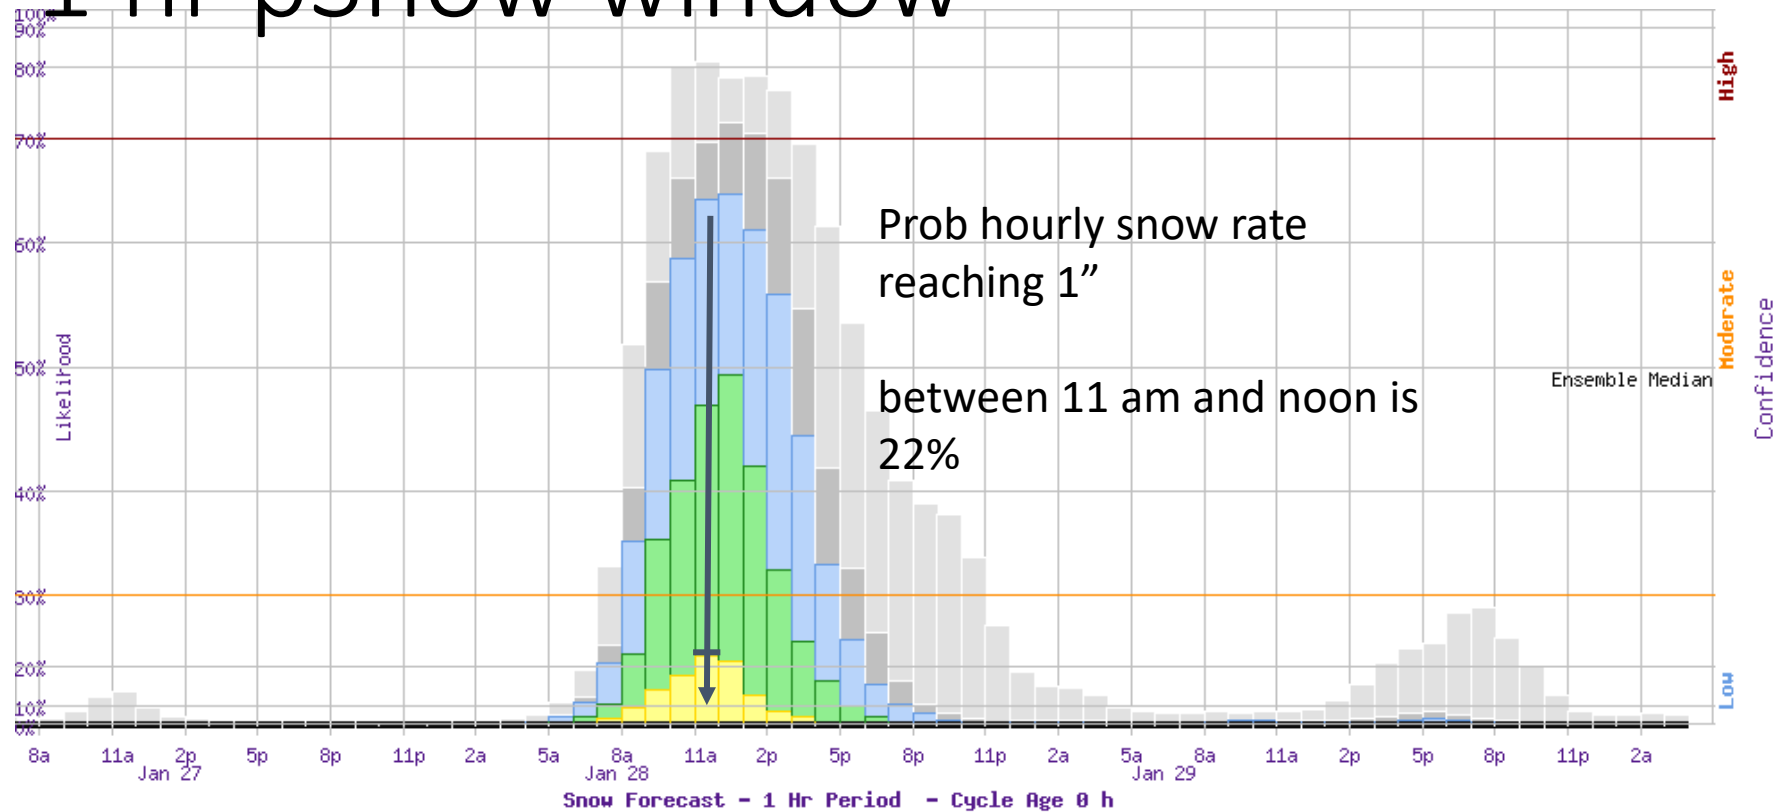 1 hr pSnow window
100%
90%
80%
70%
60%
50%
40%
30%
20%
10%
0%
Likelihood
Prob hourly snow rate
reaching 1”
between 11 am and noon is
22%
Ensemble Median
High
Moderate
Low
Confidence
8a 11a 2p 5p 8p 11p 2a 5a 8a 11a 2p 5p 8p 11p 2a 5a 8a 11a 2p 5p 8p 11p 2a
Jan 27 Jan 28 Jan 29
Snow Forecast - 1 Hr Period - Cycle Age 0 h